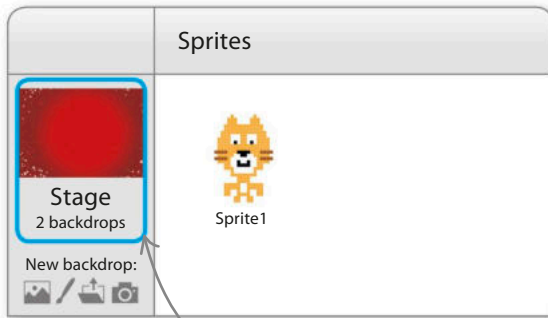 Sprites
Stage
2 backdrops
Sprite1
New backdrop: